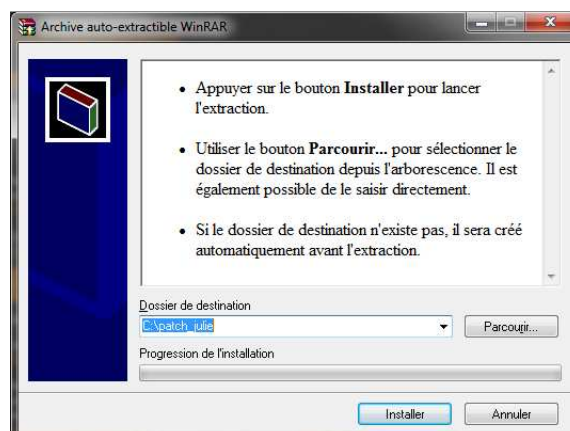 Archive auto-extractible WinRAR
Appuyer sur le bouton Installer pour lancer
l'extraction.
Utiliser le bouton Parcourir... pour sélectionner le
dossier de destination depuis l'arborescence. Il est
également possible de le saisir directement.
Si le dossier de destination n'existe pas, il sera créé
automatiquement avant l'extraction.
Dossier de destination
C:\patch_julie
Parcourir...
Progression de l'installation
Installer
Annuler